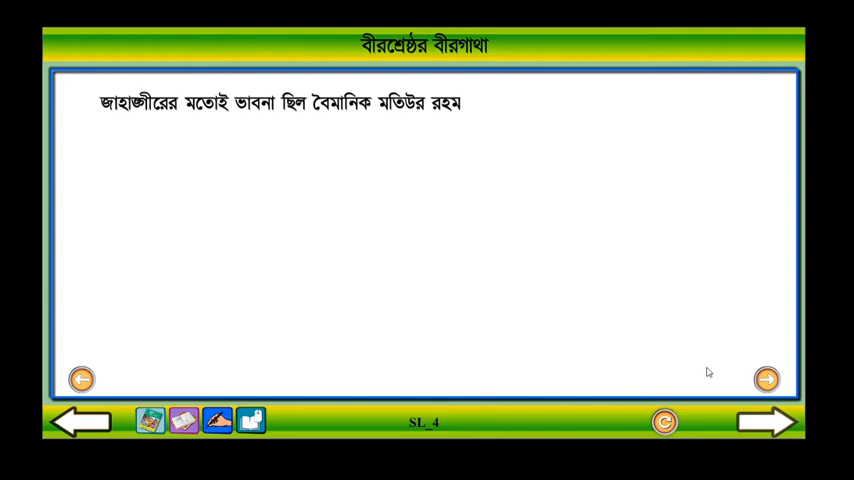 বীরশ্রেষ্ঠর বীরগাথা
জাহাঙ্গীরের মতোই ভাবনা ছিল বৈমানিক মতিউর রহম
SL_4